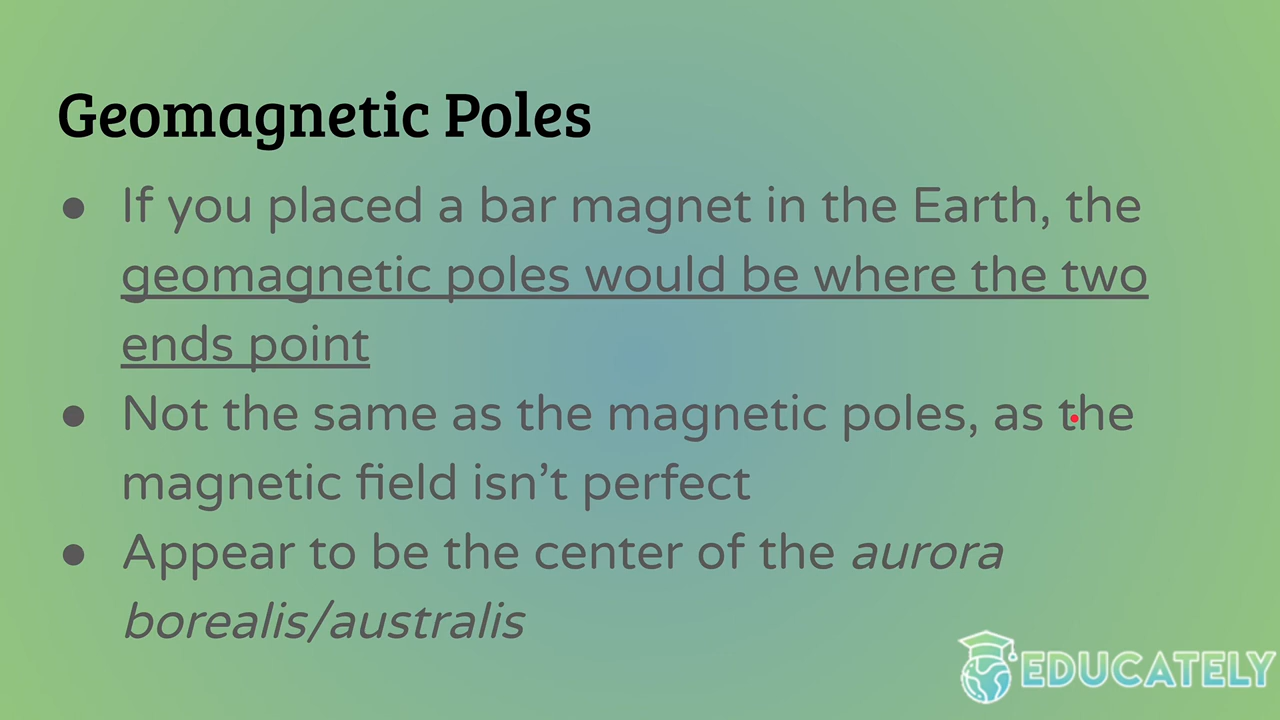 Geomagnetic Poles
● If you placed a bar magnet in the Earth, the
geomagnetic poles would be where the two
ends point
● Not the same as the magnetic poles, as the
magnetic field isn’t perfect
● Appear to be the center of the aurora
borealis/australis
EDUCATELY